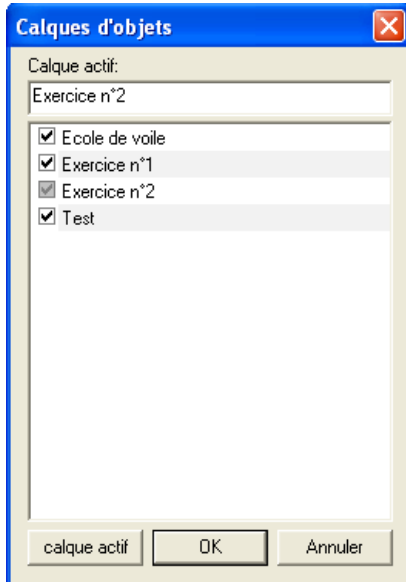 Calques d'objets
Calque actif:
Exercice n°2
Ecole de voile
Exercice n°1
Exercice n°2
Test
calque actif OK Annuler